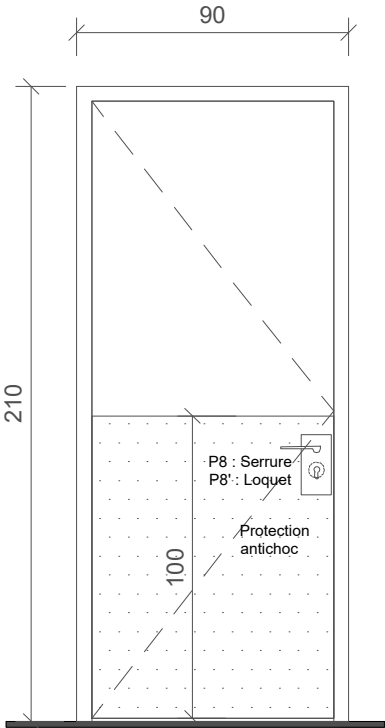 90
210
P8 : Serrure
P8' : Loquet
Protection
antichoc
100